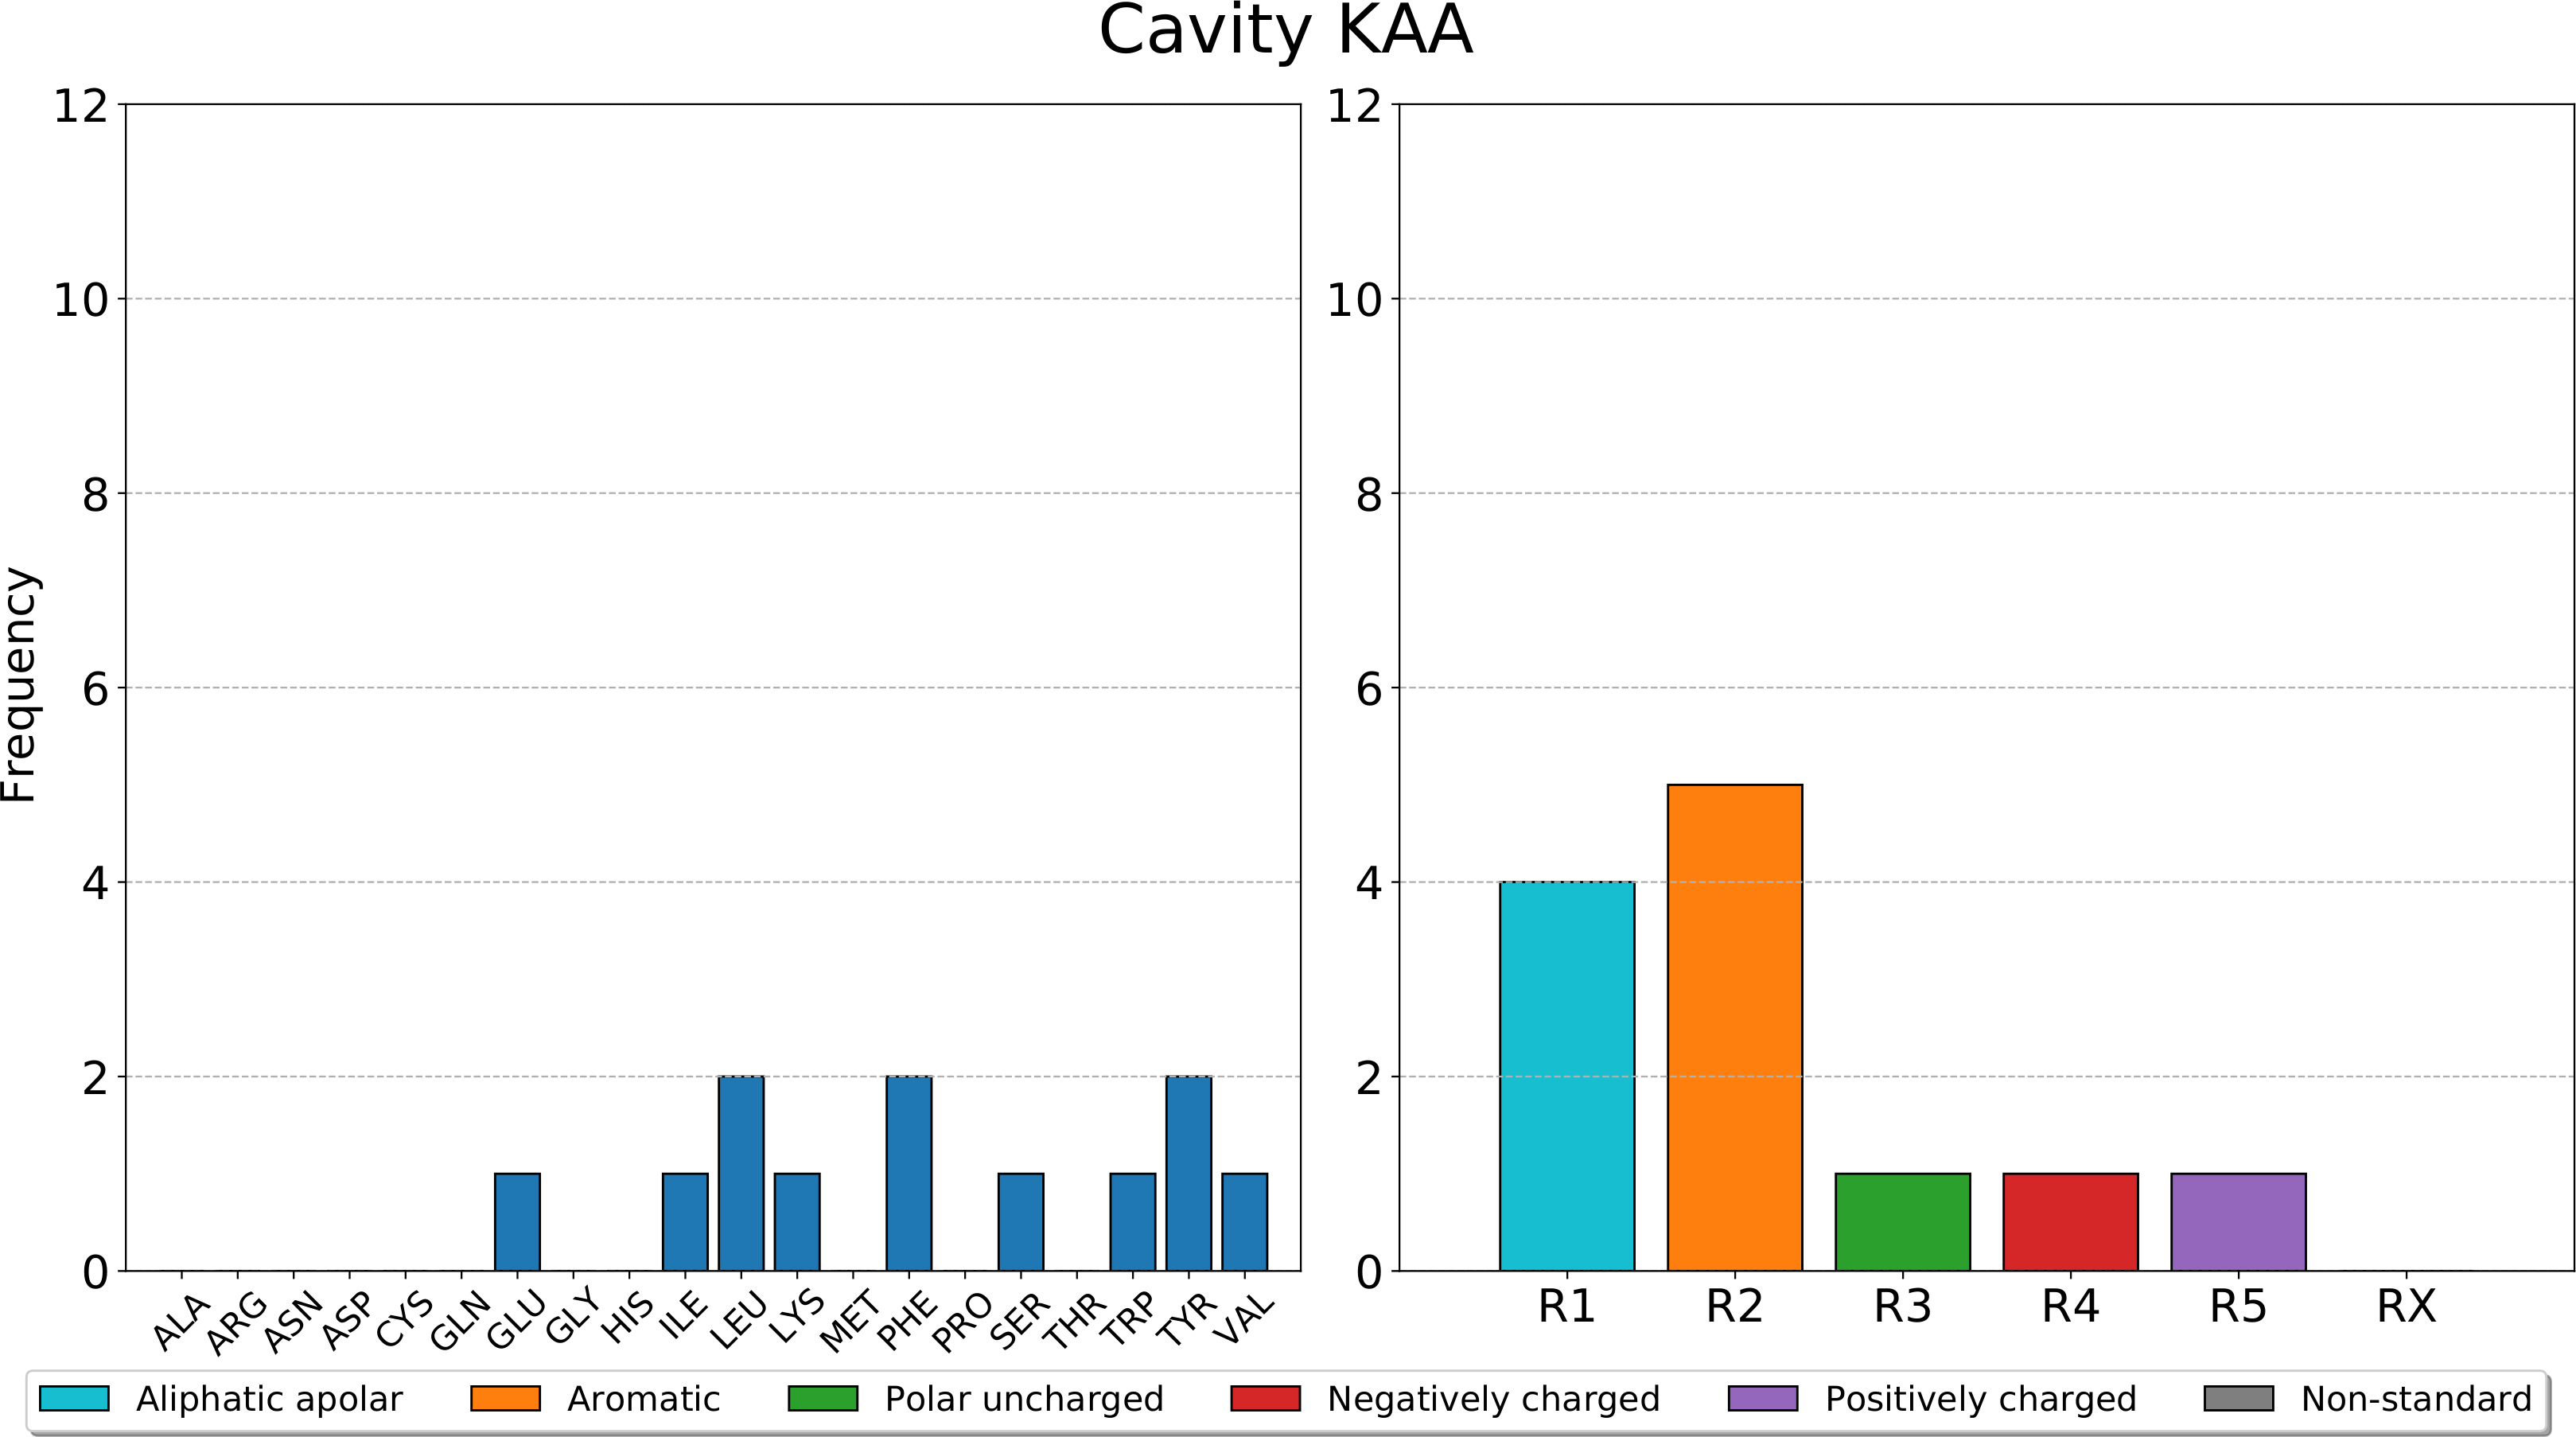 Cavity KAA
Frequency
12
10
8
6
4
2
0
ALA ARG ASN ASP CYS GLN GLU GLY HIS ILE LEU LYS MET PHE PRO SER THR TRP TYR VAL
12
10
8
6
4
2
0
R1 R2 R3 R4 R5 RX
Aliphatic apolar Aromatic Polar uncharged Negatively charged Positively charged Non-standard